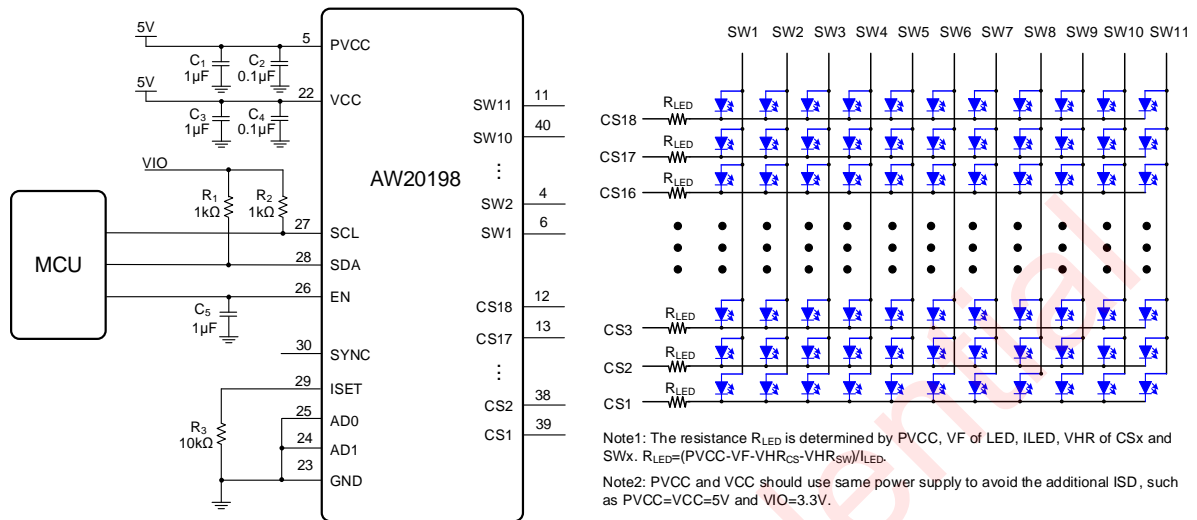 5V
5
PVCC
C1
1µF
C2
0.1µF
5V
22
VCC
C3
1µF
C4
0.1µF
VIO
R1
1kΩ
R2
1kΩ
MCU
27
SCL
28
SDA
26
EN
C5
1µF
30
SYNC
29
ISET
25
AD0
24
AD1
23
GND
R3
10kΩ
AW20198
SW11
11
SW10
40
SW2
4
SW1
6
CS18
12
CS17
13
CS2
38
CS1
39
SW1 SW2 SW3 SW4 SW5 SW6 SW7 SW8 SW9 SW10 SW11
RLED
CS18
RLED
CS17
RLED
CS16
RLED
CS3
RLED
CS2
RLED
CS1
Note1: The resistance RLED is determined by PVCC, VF of LED, ILED, VHR of CSx and
SWx. RLED=(PVCC-VF-VHRCS-VHRSW)/ILED.
Note2: PVCC and VCC should use same power supply to avoid the additional ISD, such
as PVCC=VCC=5V and VIO=3.3V.
ential